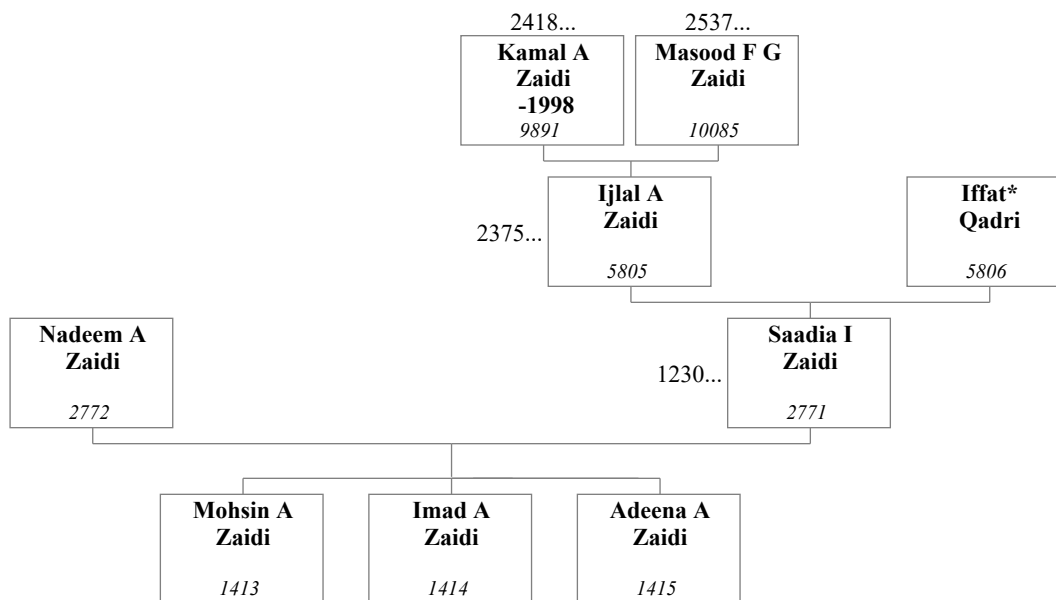 2418...
2537...
Kamal A
Zaidi
-1998
9891
Masood F G
Zaidi
10085
2375...
Ijlal A
Zaidi
5805
Iffat*
Qadri
5806
Nadeem A
Zaidi
2772
1230...
Saadia I
Zaidi
2771
Mohsin A
Zaidi
1413
Imad A
Zaidi
1414
Adeena A
Zaidi
1415